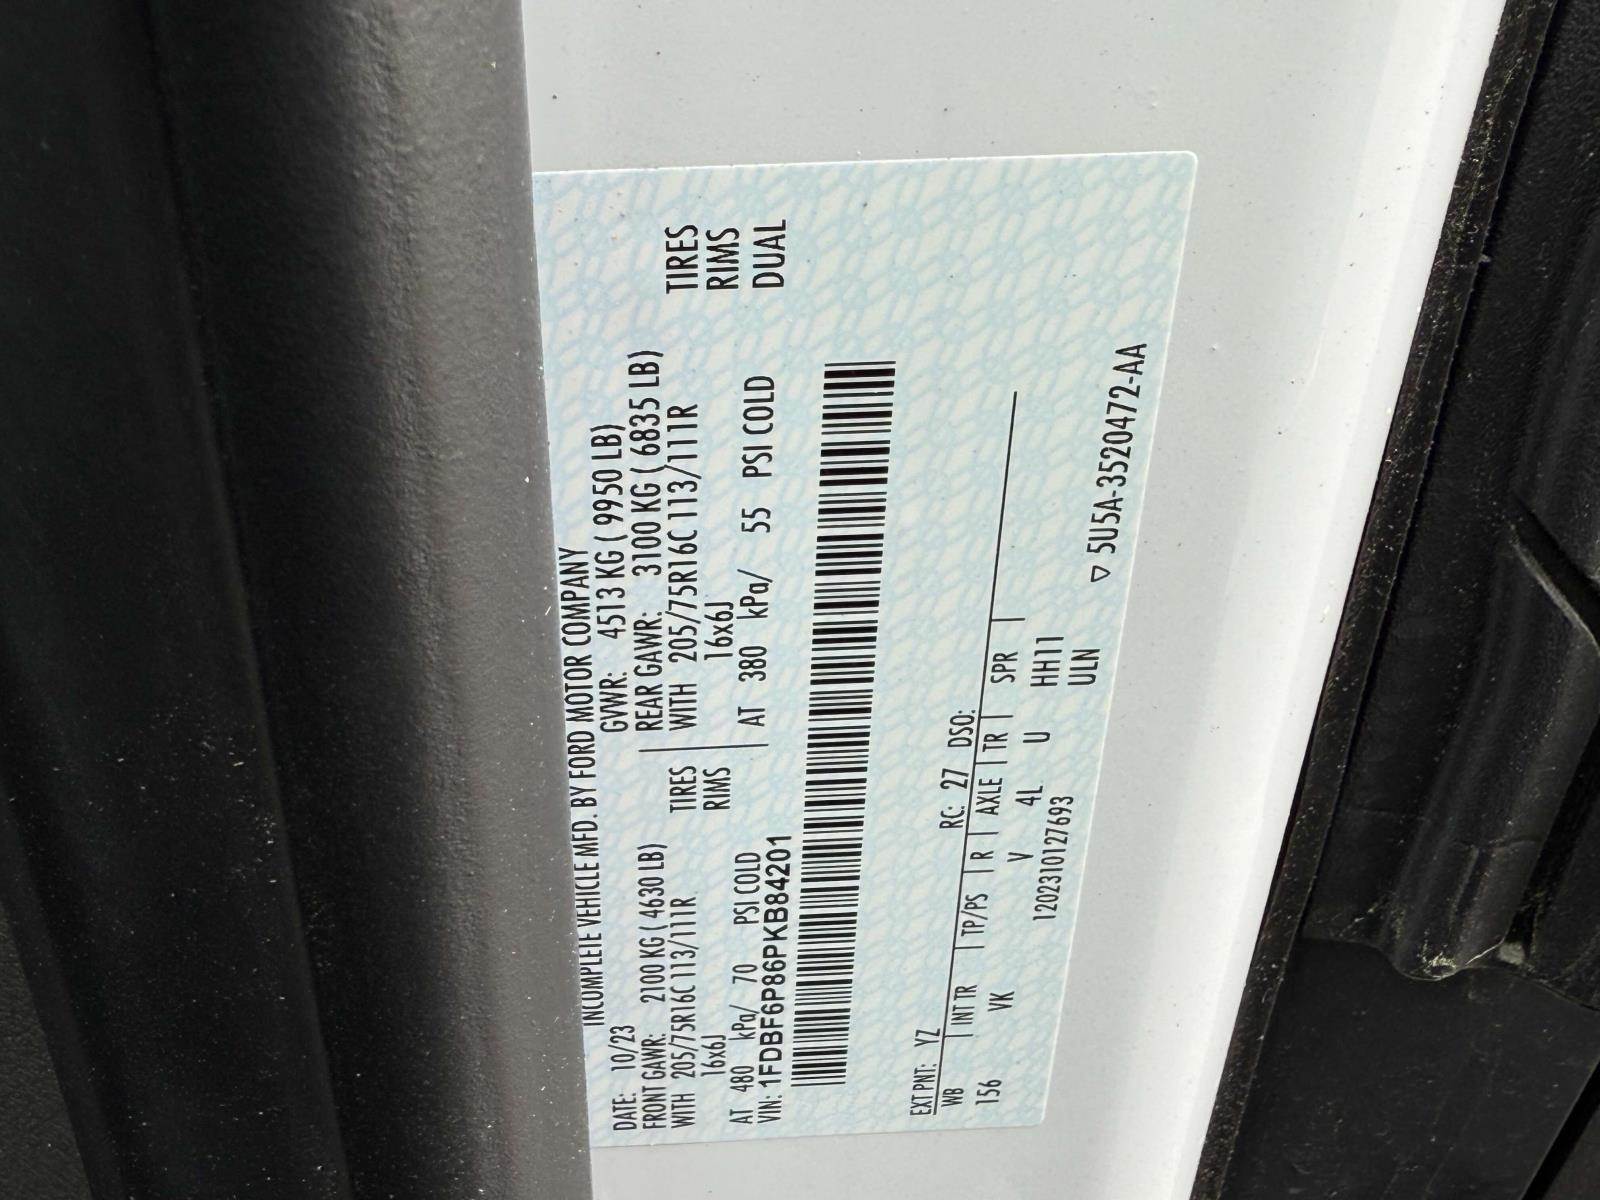 INCOMPLETE VEHICLE MFD. BY FORD MOTOR COMPANY
DATE: 10/23 GVWR: 4513 KG ( 9950 LB)
FRONT GAWR: 2100 KG ( 4630 LB) REAR GAWR: 3100 KG ( 6835 LB)
WITH 205/75R16C 113/111R TIRES WITH 205/75R16C 113/111R TIRES
16x6J RIMS 16x6J RIMS
AT 480 kPa/ 70 PSI COLD AT 380 kPa/ 55 PSI COLD DUAL
VIN: 1FDBF6P86PKB84201
EXT PNT: YZ RC: 27 DSO:
WB INT TR TP/PS R AXLE TR SPR
156 VK V 4L U HH11
1202310127693 ULN
▽ 5U5A-3520472-AA